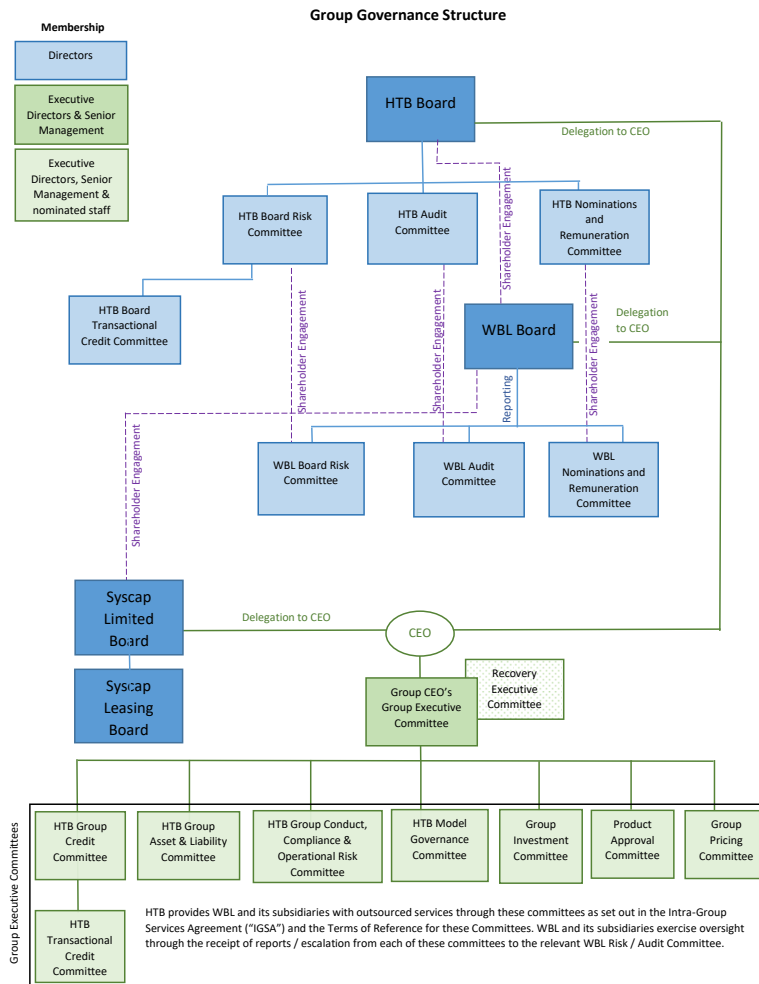 Group Governance Structure
Membership
Directors
Executive
Directors & Senior
Management
Executive
Directors, Senior
Management &
nominated staff
HTB Board
Delegation to CEO
Shareholder Engagement
HTB Board Risk
Committee
HTB Audit
Committee
HTB Nominations
and
Remuneration
Committee
HTB Board
Transactional
Credit Committee
Shareholder Engagement
Shareholder Engagement
Shareholder Engagement
WBL Board
Delegation
to CEO
Reporting
Shareholder Engagement
WBL Board Risk
Committee
WBL Audit
Committee
WBL
Nominations and
Remuneration
Committee
Syscap
Limited
Board
Delegation to CEO
CEO
Syscap
Leasing
Board
Group CEO's
Group Executive
Committee
Recovery
Executive
Committee
Group Executive Committees
HTB Group
Credit
Committee
HTB Group
Asset & Liability
Committee
HTB Group Conduct,
Compliance &
Operational Risk
Committee
HTB Model
Governance
Committee
Group
Investment
Committee
Product
Approval
Committee
Group
Pricing
Committee
HTB
Transactional
Credit
Committee
HTB provides WBL and its subsidiaries with outsourced services through these committees as set out in the Intra-Group
Services Agreement ("IGSA") and the Terms of Reference for these Committees. WBL and its subsidiaries exercise oversight
through the receipt of reports / escalation from each of these committees to the relevant WBL Risk / Audit Committee.